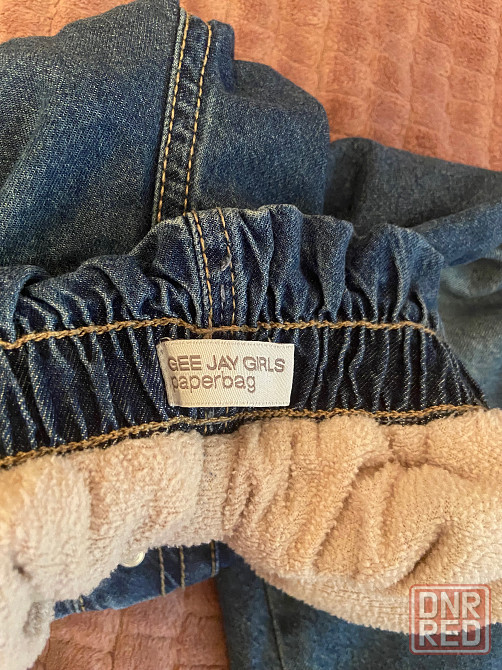 GEE JAY GIRLS
paperbag
DNR
RED